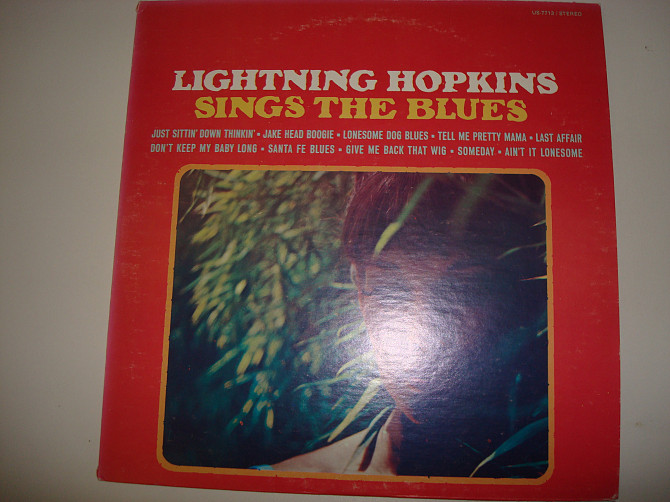 US 7713 / STEREO
LIGHTNING HOPKINS
SINGS THE BLUES
JUST SITTIN' DOWN THINKIN' • JAKE HEAD BOOGIE • LONESOME DOG BLUES • TELL ME PRETTY MAMA • LAST AFFAIR
DON'T KEEP MY BABY LONG • SANTA FE BLUES • GIVE ME BACK THAT WIG • SOMEDAY • AIN'T IT LONESOME